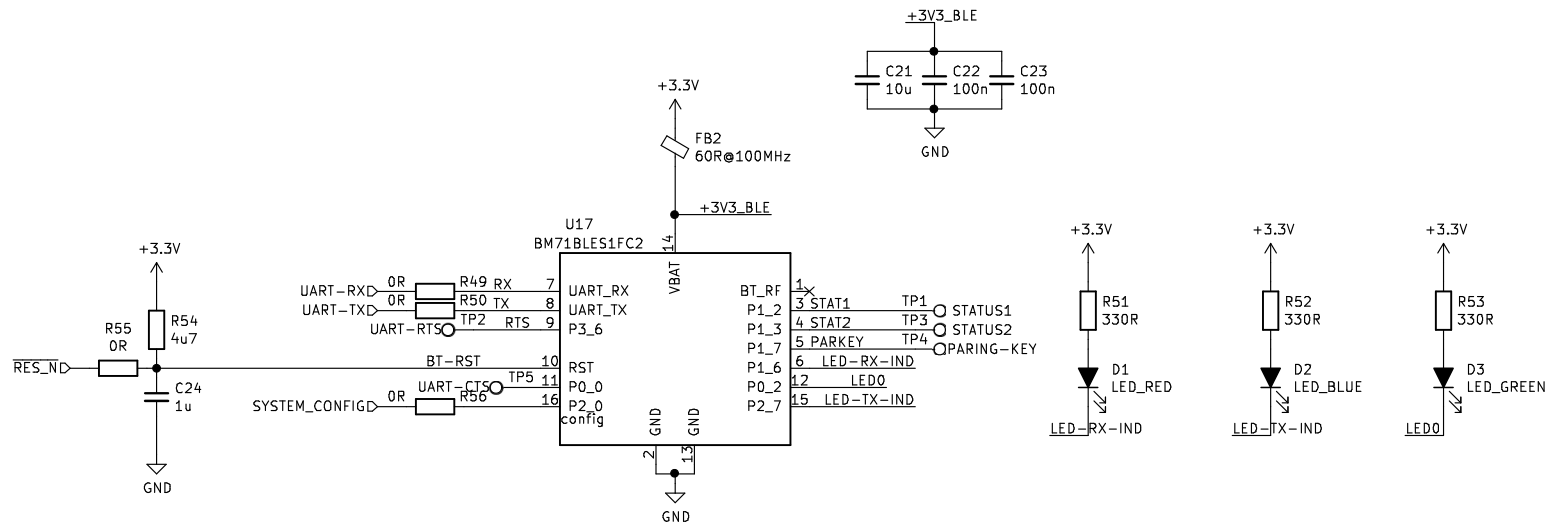 +3V3_BLE
C21
10u
C22
100n
C23
100n
GND
+3.3V
FB2
60R@100MHz
+3V3_BLE
U17
BM71BLES1FC2
14
VBAT
+3.3V
R54
4u7
R55
0R
RES_N
C24
1u
GND
UART-RX 0R R49 RX 7 UART_RX
UART-TX 0R R50 TX 8 UART_TX
UART-RTS TP2 RTS 9 P3_6
BT-RST 10 RST
UART-CTS TP5 11 P0_0
SYSTEM_CONFIG 0R R56 16 P2_0
config
BT_RF 1
P1_2 3 STAT1 TP1 STATUS1
P1_3 4 STAT2 TP3 STATUS2
P1_7 5 PARKEY TP4 PARING-KEY
P1_6 6 LED-RX-IND
P0_2 12 LED0
P2_7 15 LED-TX-IND
GND
GND
2
13
GND
+3.3V
R51
330R
D1
LED_RED
LED-RX-IND
+3.3V
R52
330R
D2
LED_BLUE
LED-TX-IND
+3.3V
R53
330R
D3
LED_GREEN
LED0